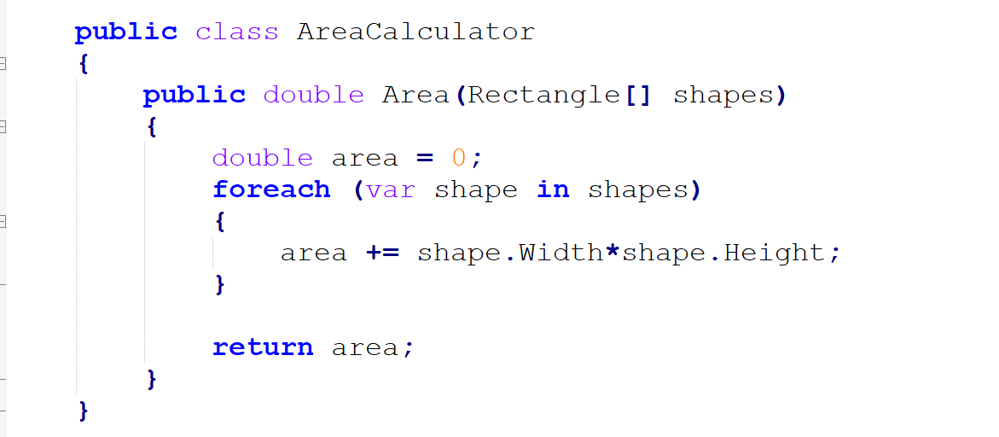 public class AreaCalculator
{
    public double Area(Rectangle[] shapes)
    {
        double area = 0;
        foreach (var shape in shapes)
        {
            area += shape.Width*shape.Height;
        }

        return area;
    }
}